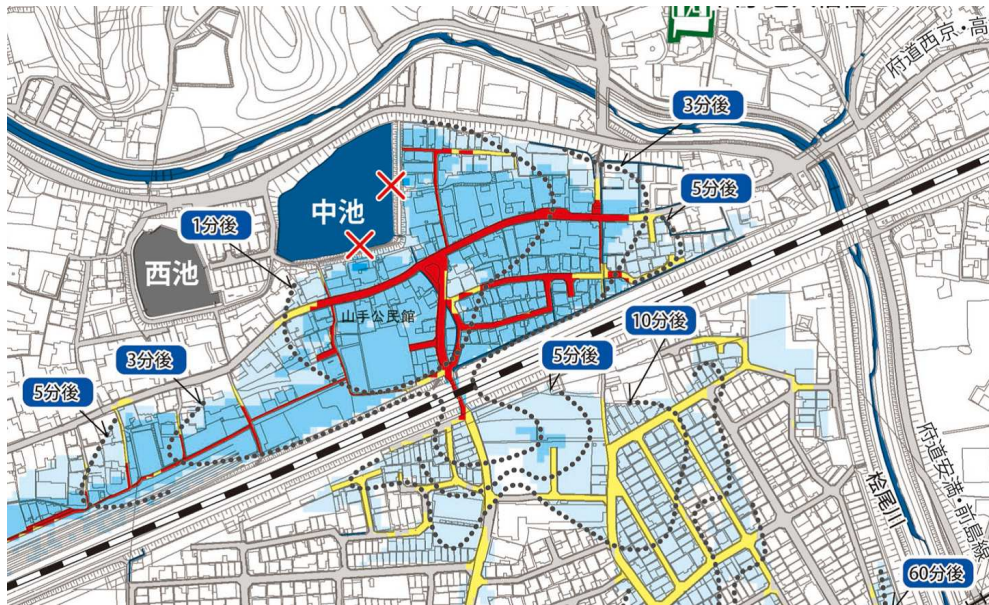 府道西京・高
3分後
5分後
中池
1分後
西池
山手公民館
10分後
5分後
3分後
5分後
府道安満・前島線
桧尾川
60分後